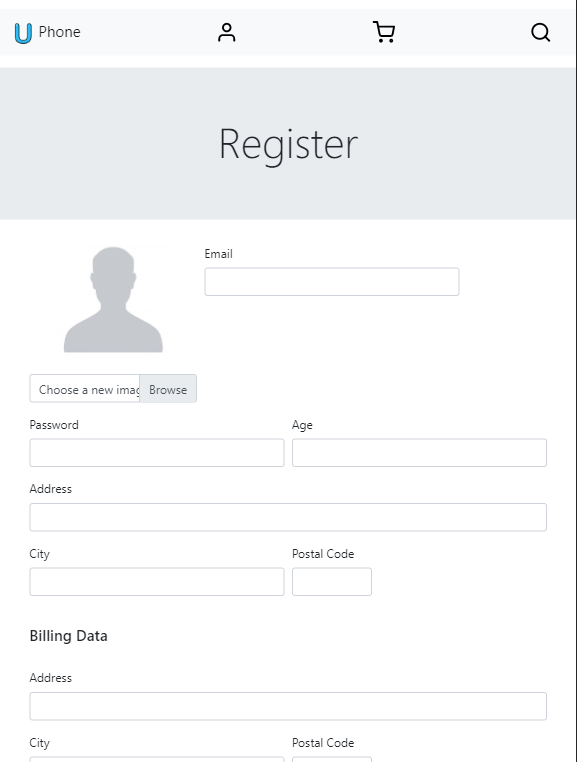 U Phone
Register
Email
Choose a new imag Browse
Password Age
Address
City Postal Code
Billing Data
Address
City Postal Code